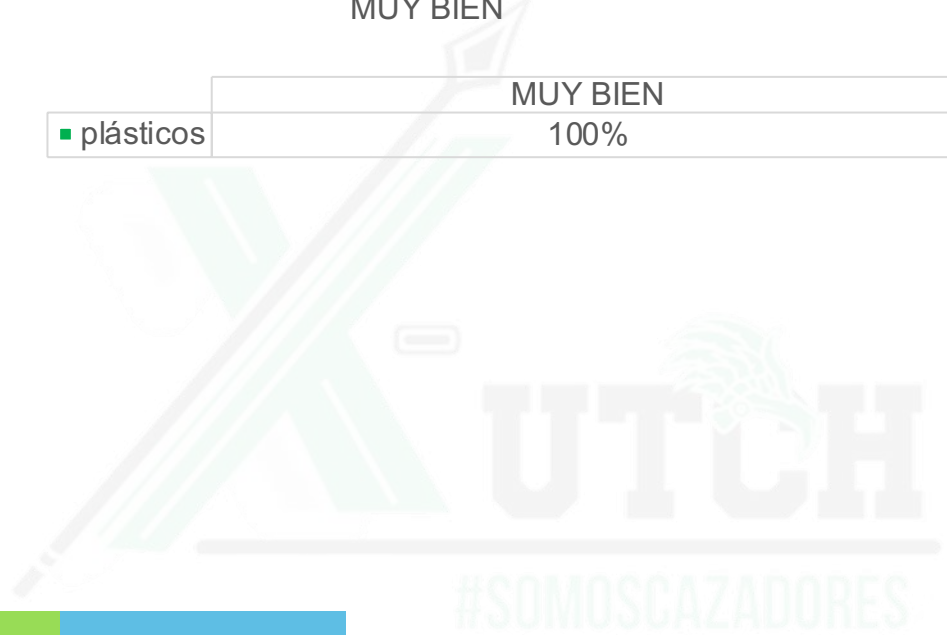 MUY BIEN
MUY BIEN
plásticos 100%
UTCH
#SOMOSCAZADORES